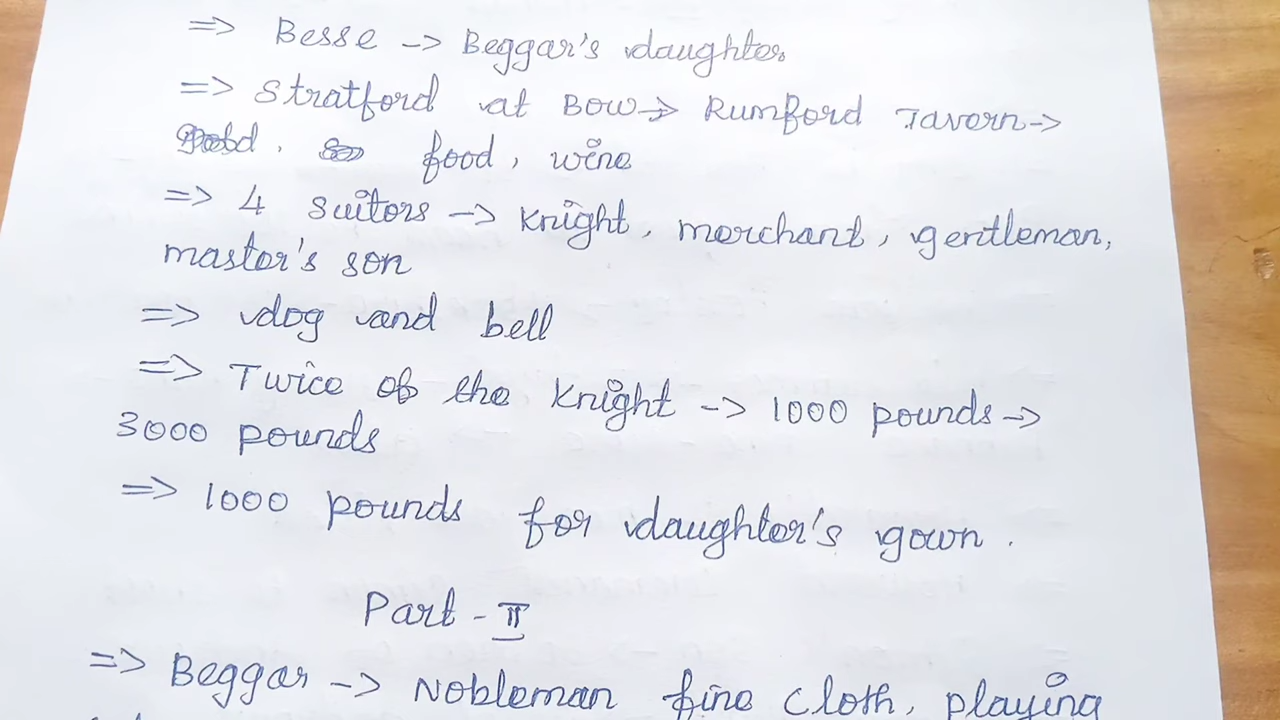 => Besse -> Beggar's daughter.
=> Stratford at Bow -> Rumford Tavern ->
food, wine
=> 4 suitors -> Knight, merchant, gentleman,
master's son
=> dog and bell
=> Twice of the Knight -> 1000 pounds ->
3000 pounds
=> 1000 pounds for daughter's gown.
Part - II
=> Beggar -> Nobleman fine cloth, playing